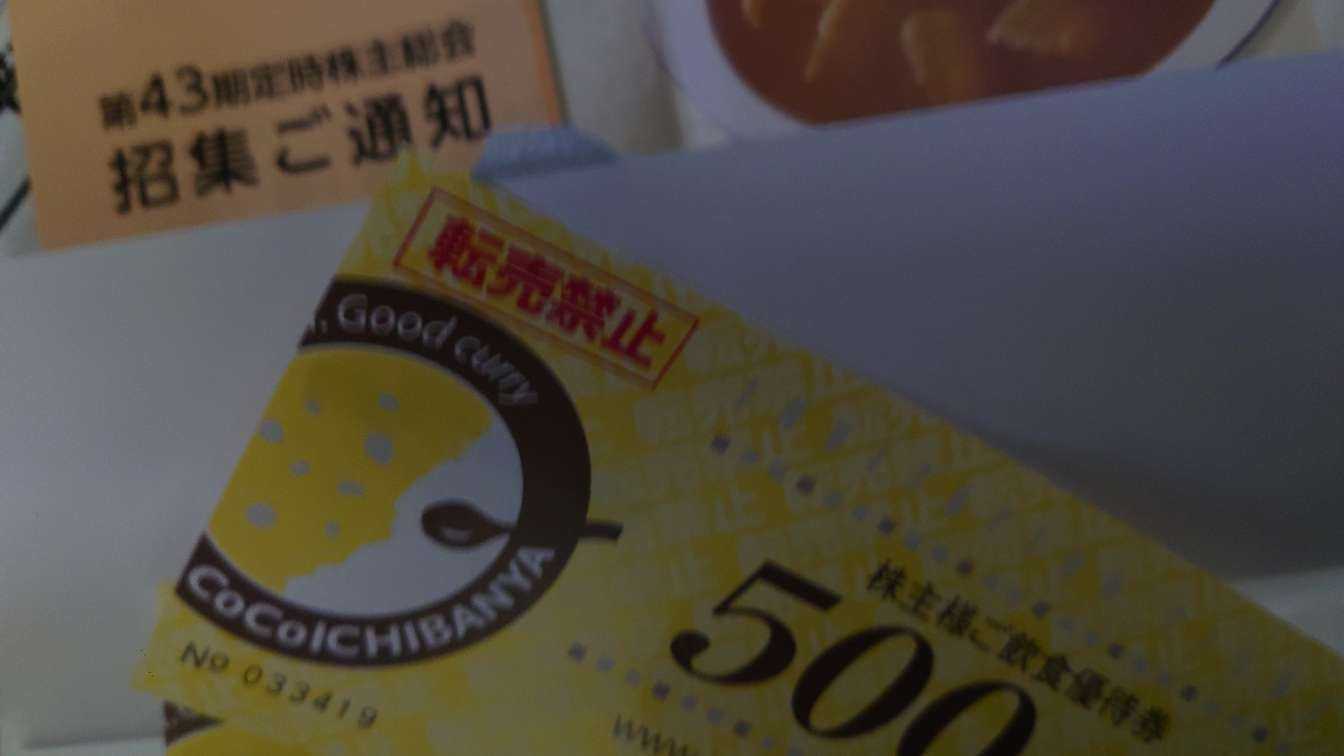 第43期定時株主総会
招集ご通知
転売禁止
Good curry
CoCoICHIBANYA
No 033419
株主様ご飲食優待券
500
www.